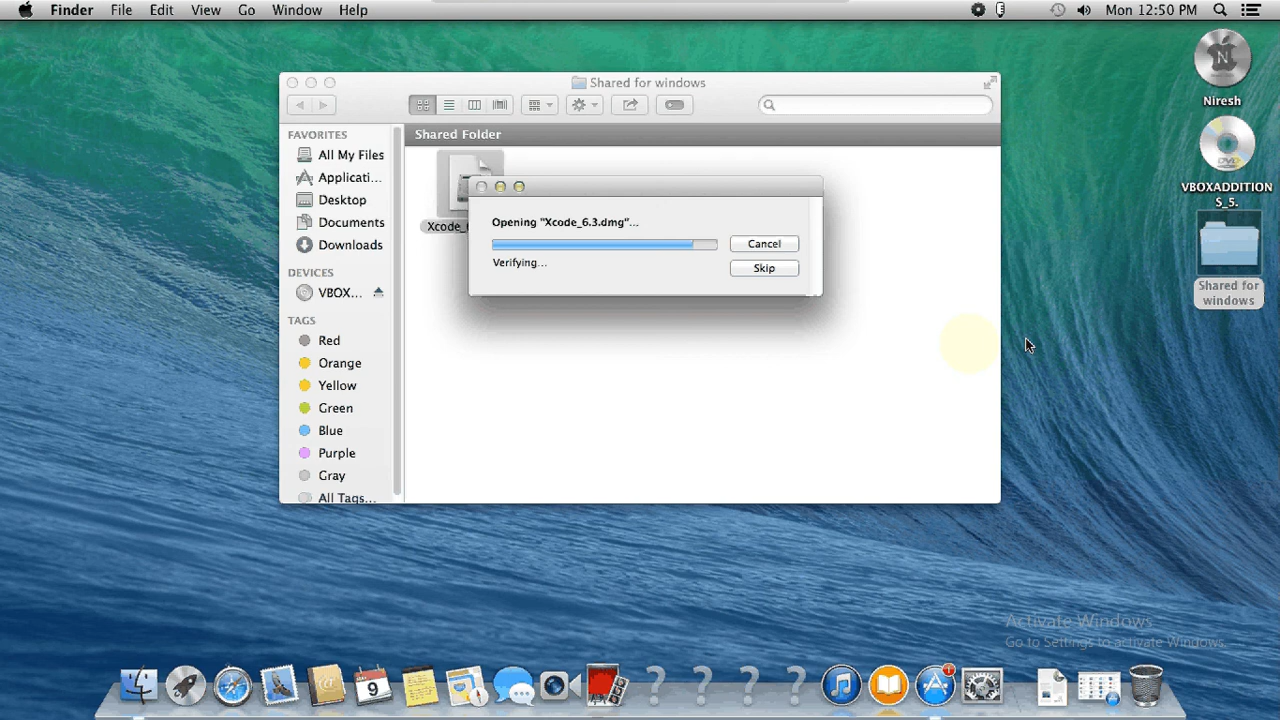 Finder File Edit View Go Window Help
Mon 12:50 PM
Shared for windows
Shared Folder
FAVORITES
All My Files
Applicati...
Desktop
Documents
Downloads
DEVICES
VBOX...
TAGS
Red
Orange
Yellow
Green
Blue
Purple
Gray
All Tags...
Opening "Xcode_6.3.dmg"...
Cancel
Verifying...
Skip
Niresh
VBOXADDITION
S_5.
Shared for
windows
Activate Windows
Go to Settings to activate Windows.
9
1